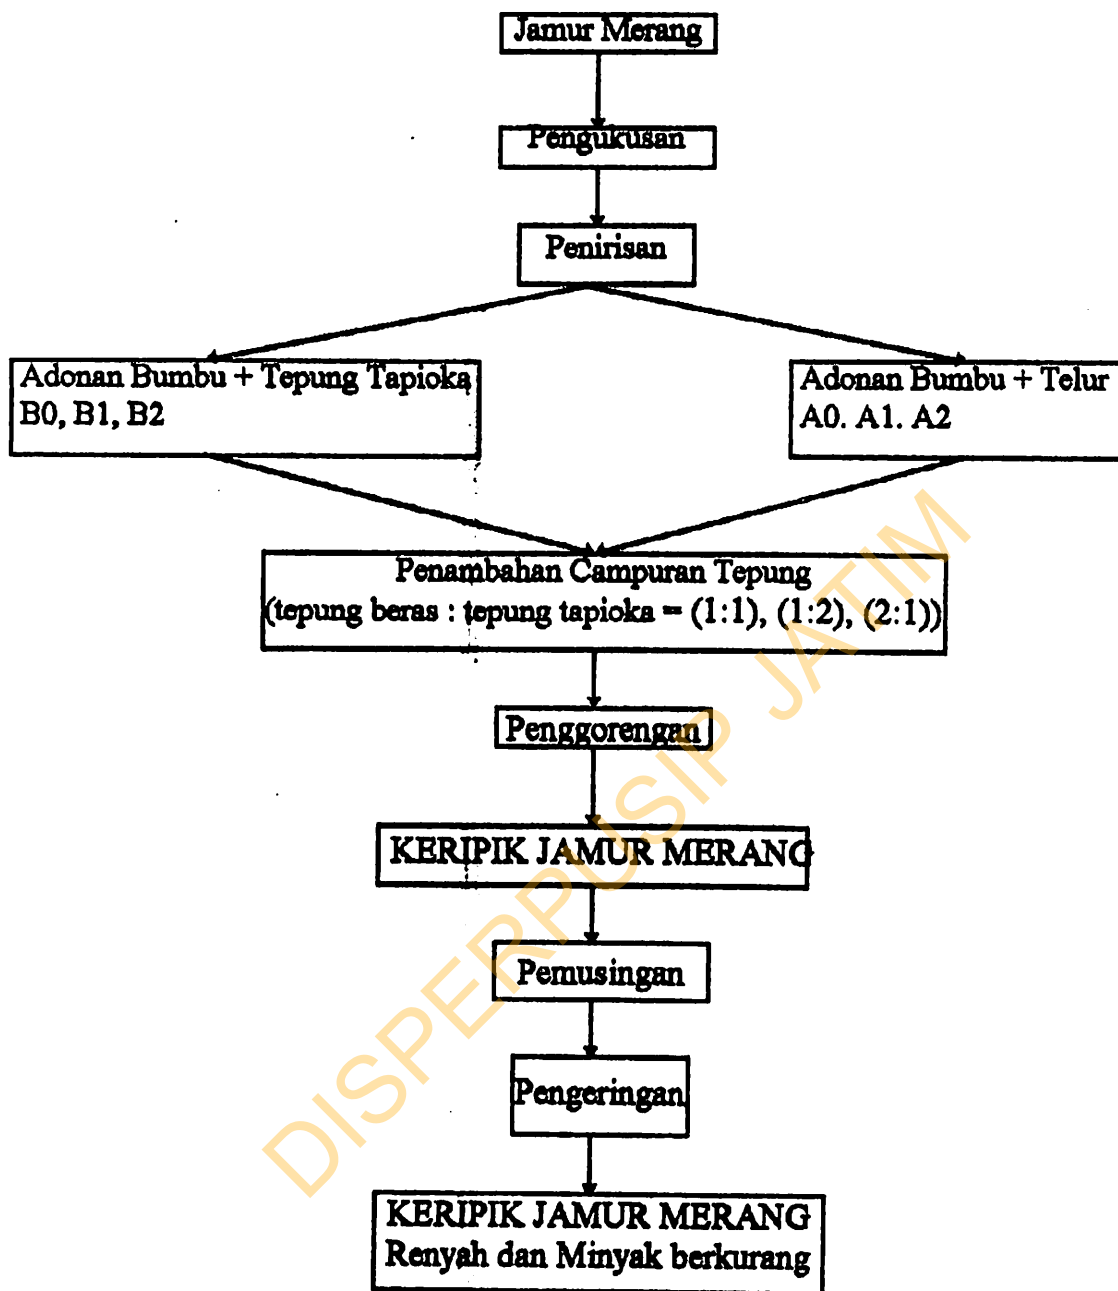 Jamur Merang
Pengukusan
Penirisan
Adonan Bumbu + Tepung Tapioka
B0, B1, B2
Adonan Bumbu + Telur
A0. A1. A2
Penambahan Campuran Tepung
(tepung beras : tepung tapioka = (1:1), (1:2), (2:1))
Penggorengan
KERIPIK JAMUR MERANG
Pemusingan
Pengeringan
KERIPIK JAMUR MERANG
Renyah dan Minyak berkurang
DISPERPUSIP JATIM